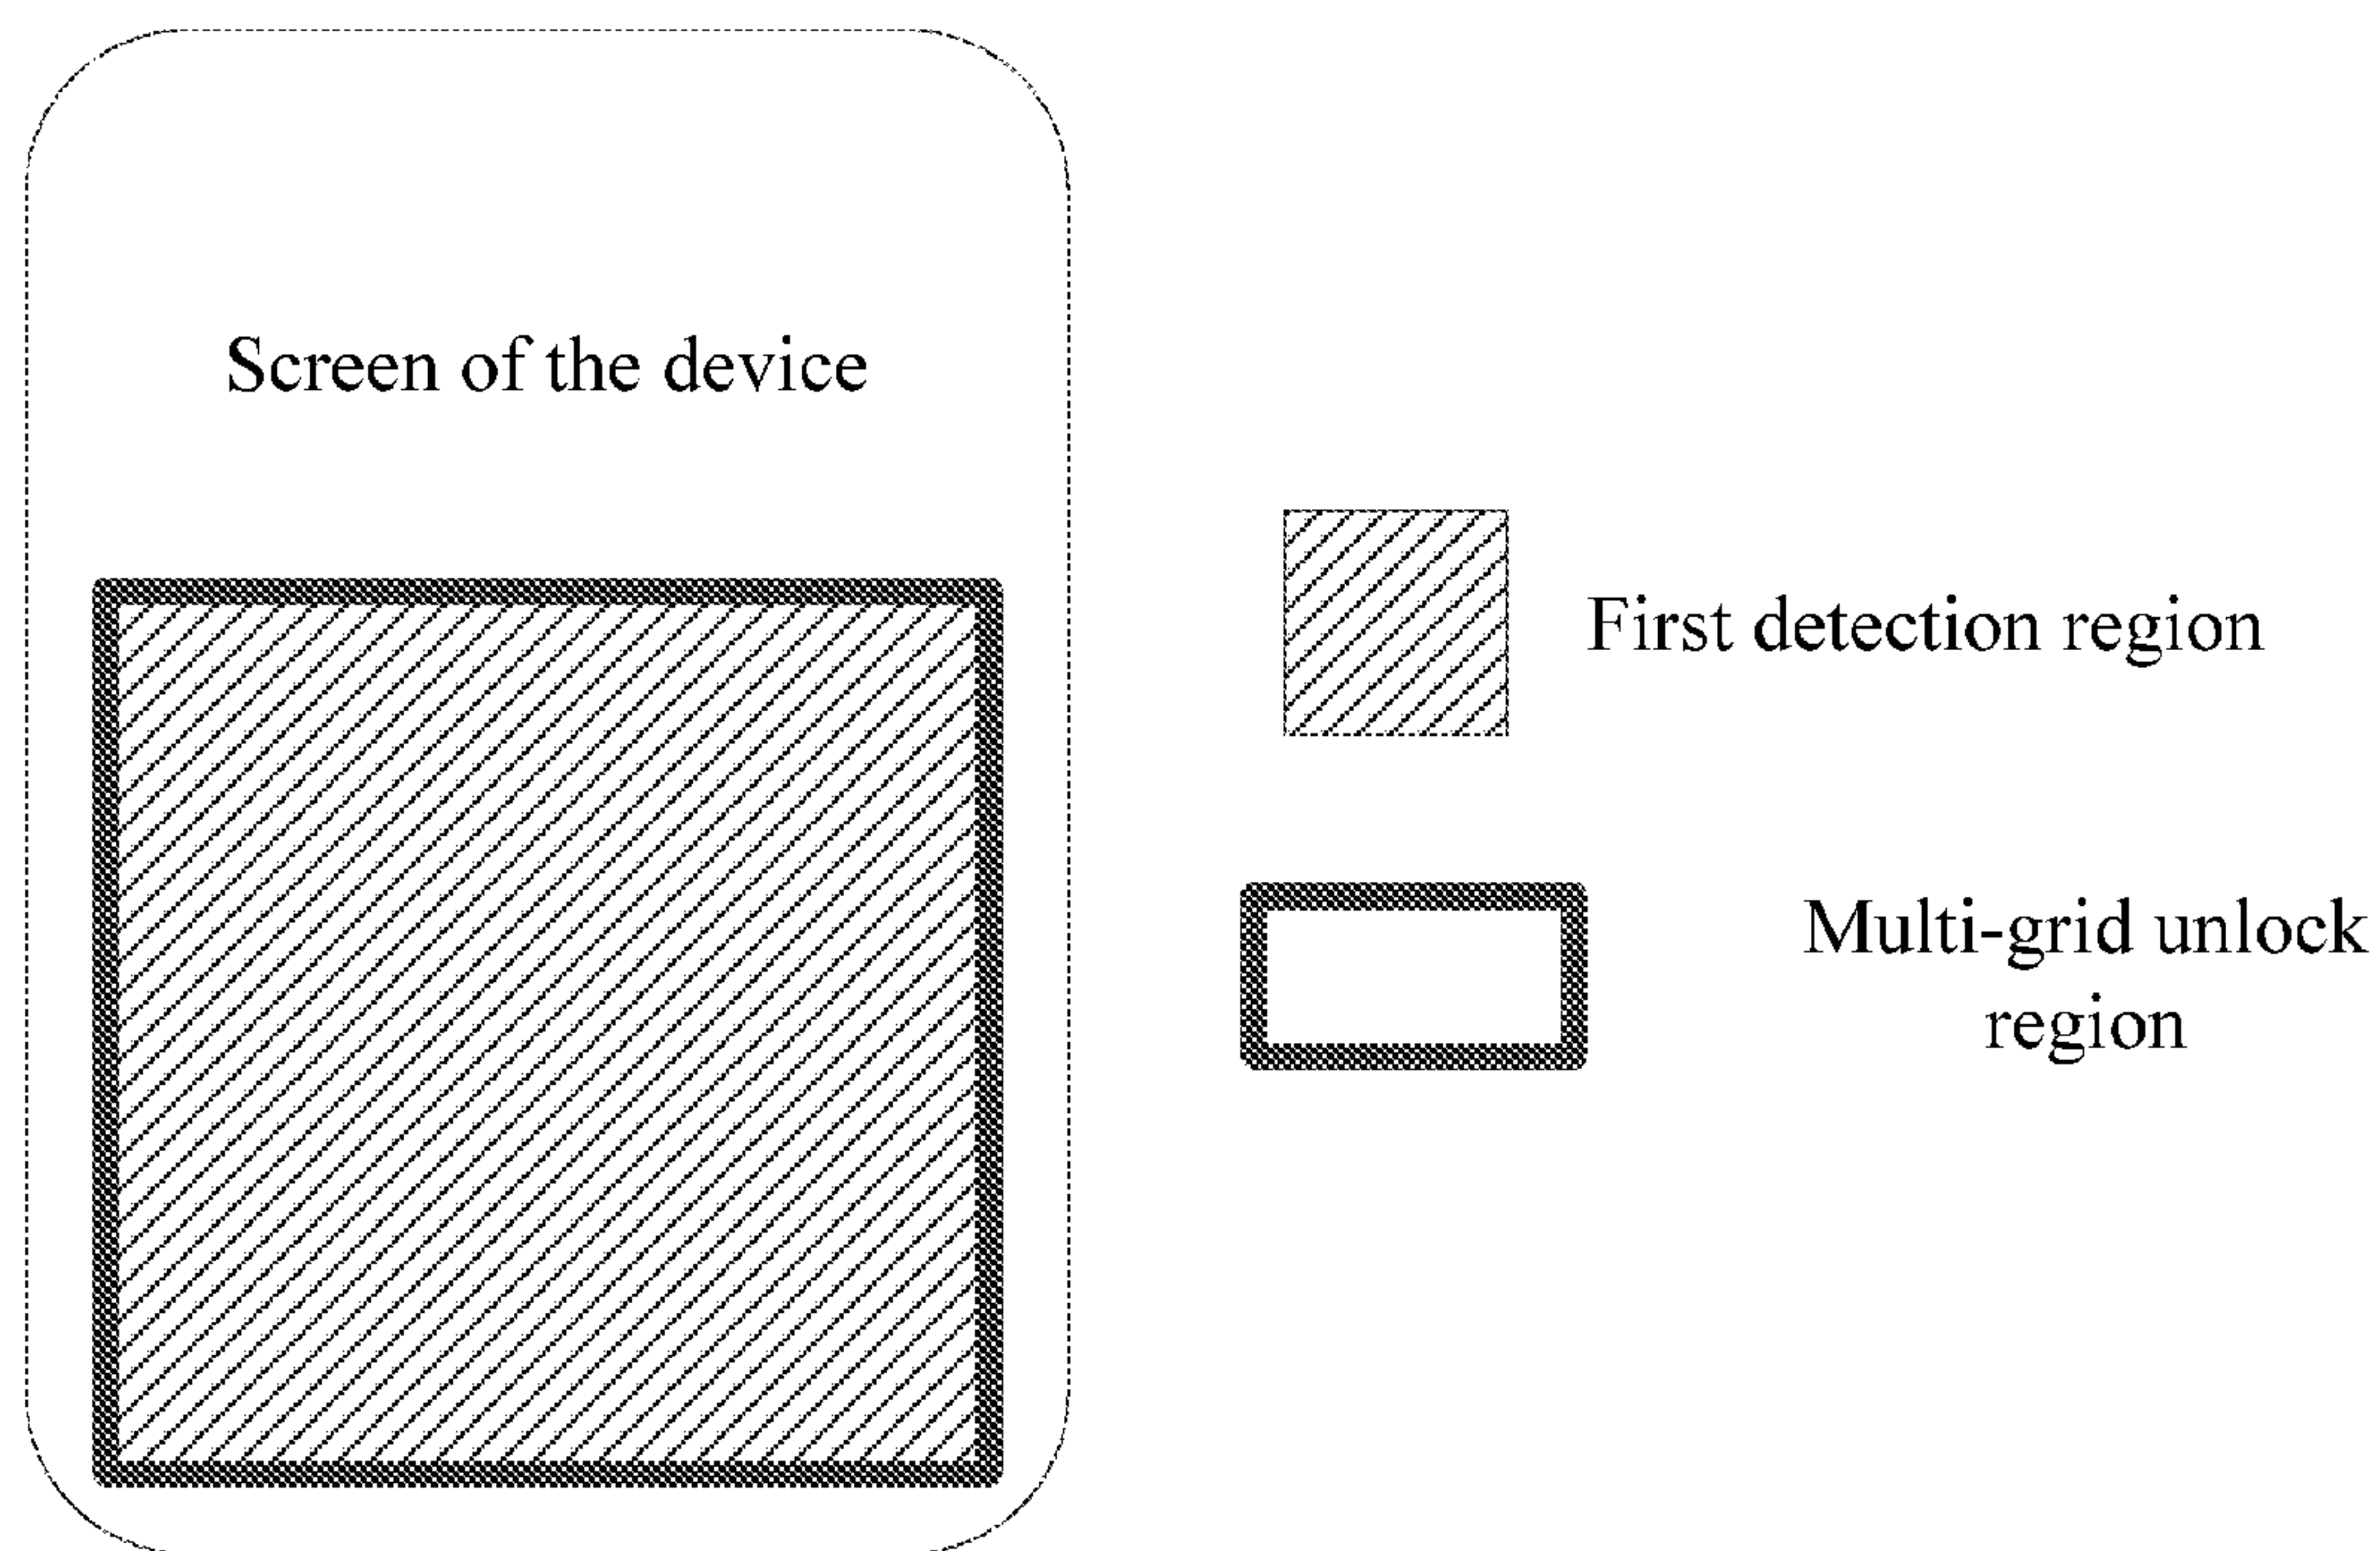 Screen of the device
First detection region
Multi-grid unlock
region